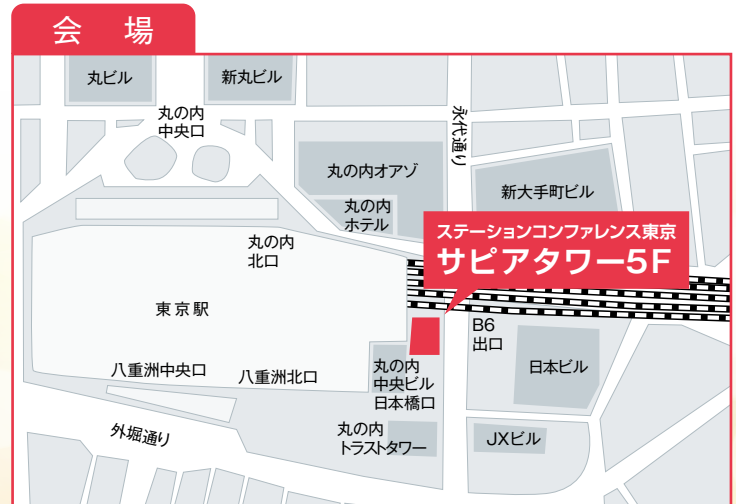 会場
丸ビル
新丸ビル
丸の内
中央口
永代通り
丸の内オアゾ
新大手町ビル
丸の内
ホテル
ステーションコンファレンス東京
サピアタワー5F
丸の内
北口
東京駅
B6
出口
八重洲中央口
八重洲北口
丸の内
中央ビル
日本橋口
日本ビル
外堀通り
丸の内
トラストタワー
JXビル